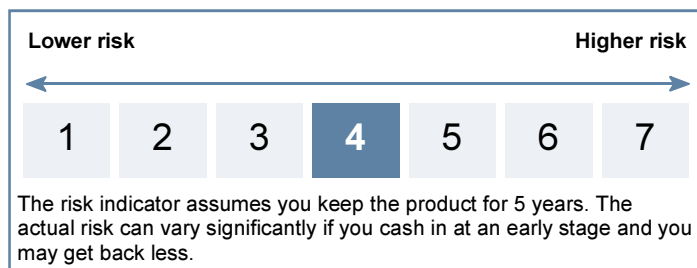 Lower risk Higher risk
1 2 3 4 5 6 7
The risk indicator assumes you keep the product for 5 years. The
actual risk can vary significantly if you cash in at an early stage and you
may get back less.